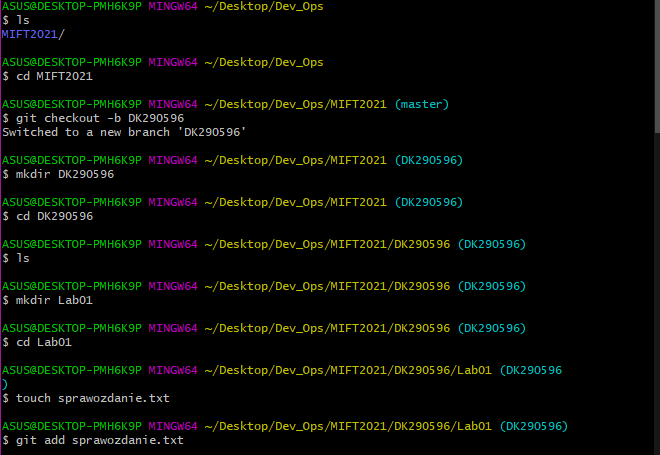 ASUS@DESKTOP-PMH6K9P MINGW64 ~/Desktop/Dev_Ops
$ ls
MIFT2021/
ASUS@DESKTOP-PMH6K9P MINGW64 ~/Desktop/Dev_Ops
$ cd MIFT2021
ASUS@DESKTOP-PMH6K9P MINGW64 ~/Desktop/Dev_Ops/MIFT2021 (master)
$ git checkout -b DK290596
Switched to a new branch 'DK290596'
ASUS@DESKTOP-PMH6K9P MINGW64 ~/Desktop/Dev_Ops/MIFT2021 (DK290596)
$ mkdir DK290596
ASUS@DESKTOP-PMH6K9P MINGW64 ~/Desktop/Dev_Ops/MIFT2021 (DK290596)
$ cd DK290596
ASUS@DESKTOP-PMH6K9P MINGW64 ~/Desktop/Dev_Ops/MIFT2021/DK290596 (DK290596)
$ ls
ASUS@DESKTOP-PMH6K9P MINGW64 ~/Desktop/Dev_Ops/MIFT2021/DK290596 (DK290596)
$ mkdir Lab01
ASUS@DESKTOP-PMH6K9P MINGW64 ~/Desktop/Dev_Ops/MIFT2021/DK290596 (DK290596)
$ cd Lab01
ASUS@DESKTOP-PMH6K9P MINGW64 ~/Desktop/Dev_Ops/MIFT2021/DK290596/Lab01 (DK290596
)
$ touch sprawozdanie.txt
ASUS@DESKTOP-PMH6K9P MINGW64 ~/Desktop/Dev_Ops/MIFT2021/DK290596/Lab01 (DK290596)
$ git add sprawozdanie.txt